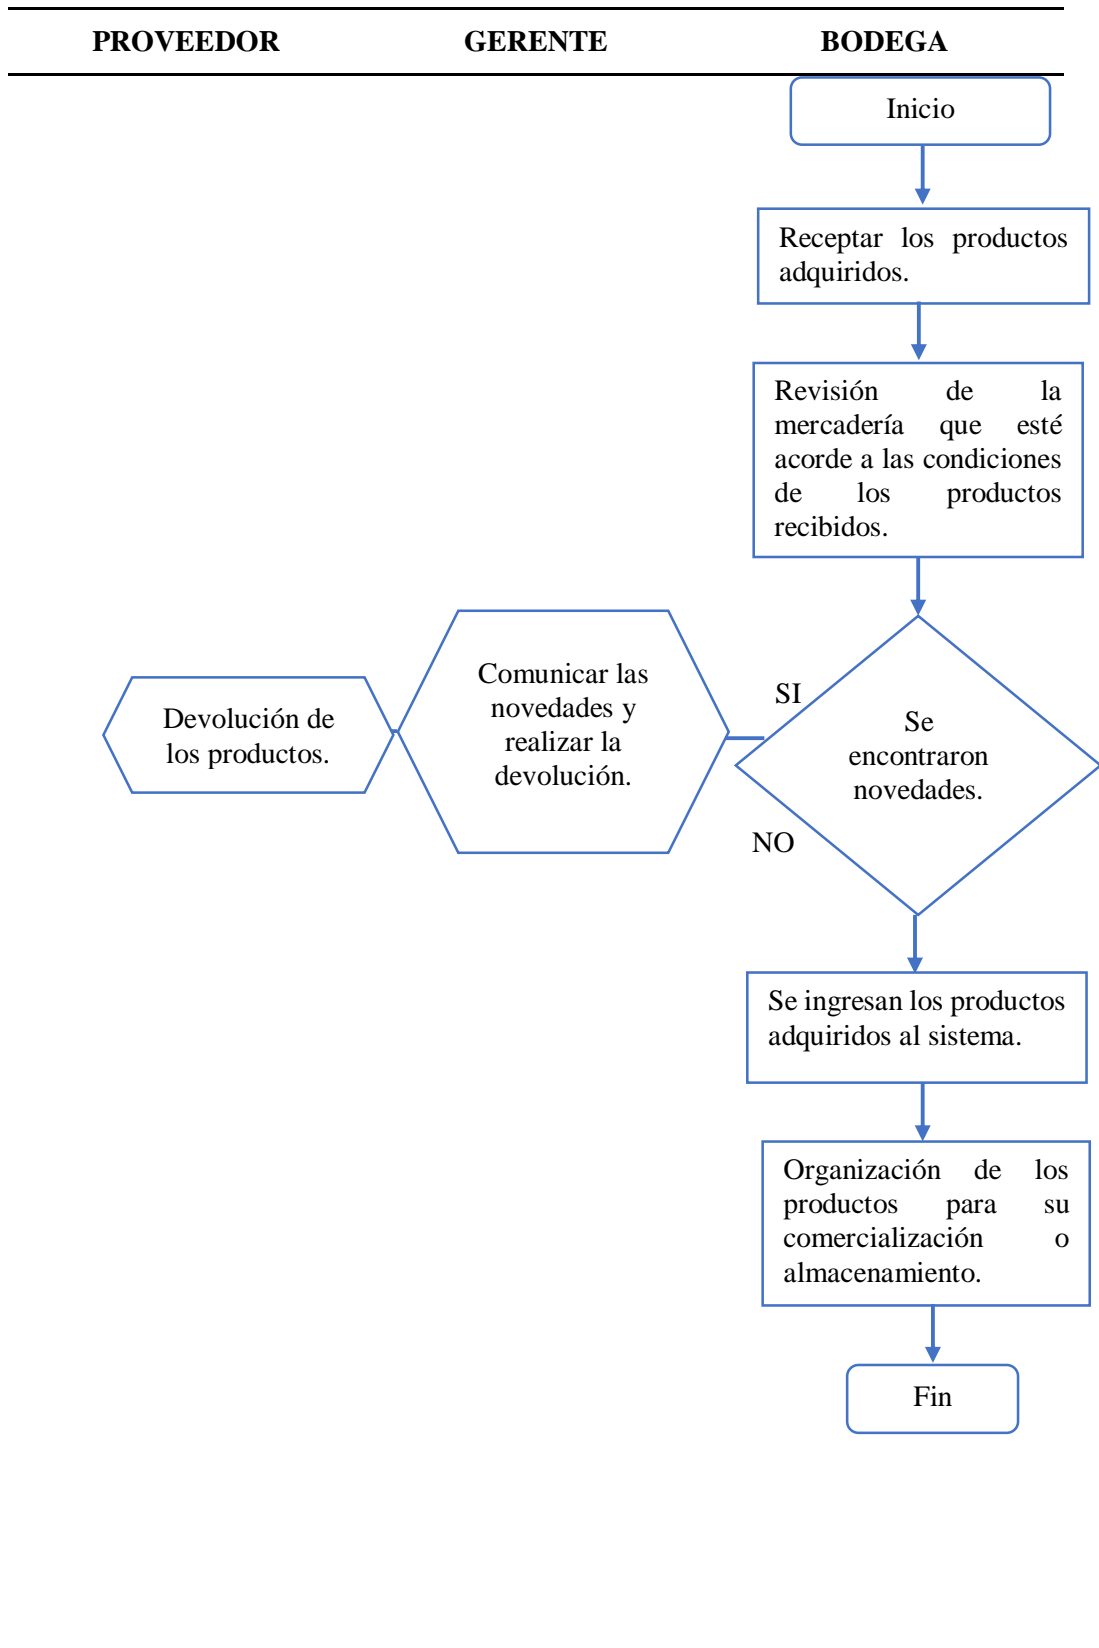 PROVEEDOR GERENTE BODEGA
Inicio
Receptar los productos
adquiridos.
Revisión de la
mercadería que esté
acorde a las condiciones
de los productos
recibidos.
SI
Se
encontraron
novedades.
NO
Comunicar las
novedades y
realizar la
devolución.
Devolución de
los productos.
Se ingresan los productos
adquiridos al sistema.
Organización de los
productos para su
comercialización o
almacenamiento.
Fin